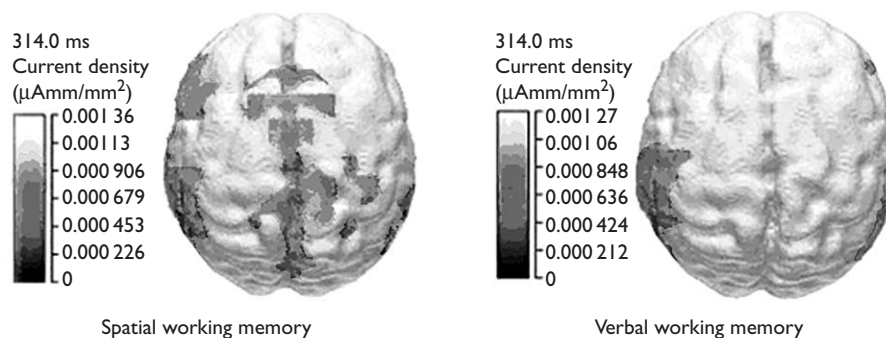 314.0 ms
Current density
(μAmm/mm²)
0.001 36
0.00113
0.000 906
0.000 679
0.000 453
0.000 226
0
Spatial working memory
314.0 ms
Current density
(μAmm/mm²)
0.001 27
0.001 06
0.000 848
0.000 636
0.000 424
0.000 212
0
Verbal working memory